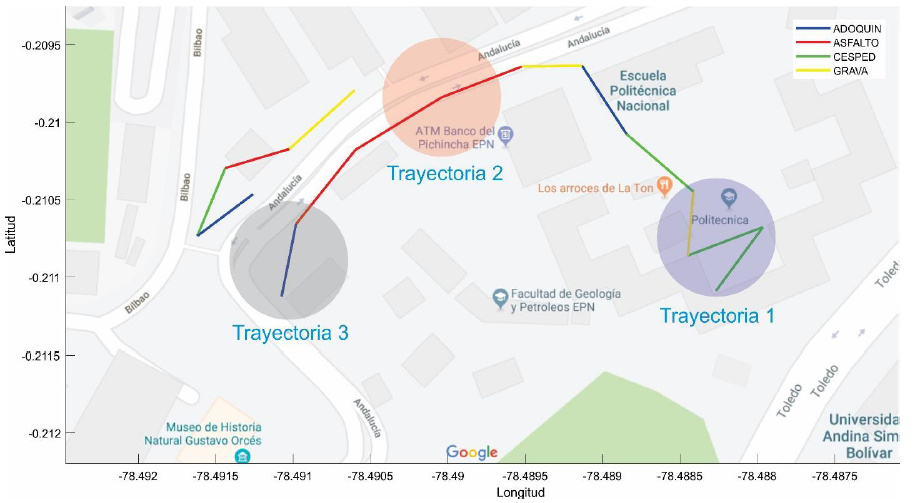 -0.2095
-0.21
-0.2105
-0.211
-0.2115
-0.212
Latitud
-78.492
-78.4915
-78.491
-78.4905
-78.49
-78.4895
-78.489
-78.4885
-78.488
-78.4875
Longitud
ADOQUIN
ASFALTO
CESPED
GRAVA
Bilbao
Bilbao
Bilbao
Andalucía
Andalucía
Andalucía
Andalucía
Escuela
Politécnica
Nacional
ATM Banco del
Pichincha EPN
Trayectoria 2
Los arroces de La Ton
Politecnica
Trayectoria 1
Trayectoria 3
Facultad de Geología
y Petroleos EPN
Toledo
Toledo
Toledo
Museo de Historia
Natural Gustavo Orcés
Google
Universida
Andina Sim
Bolívar